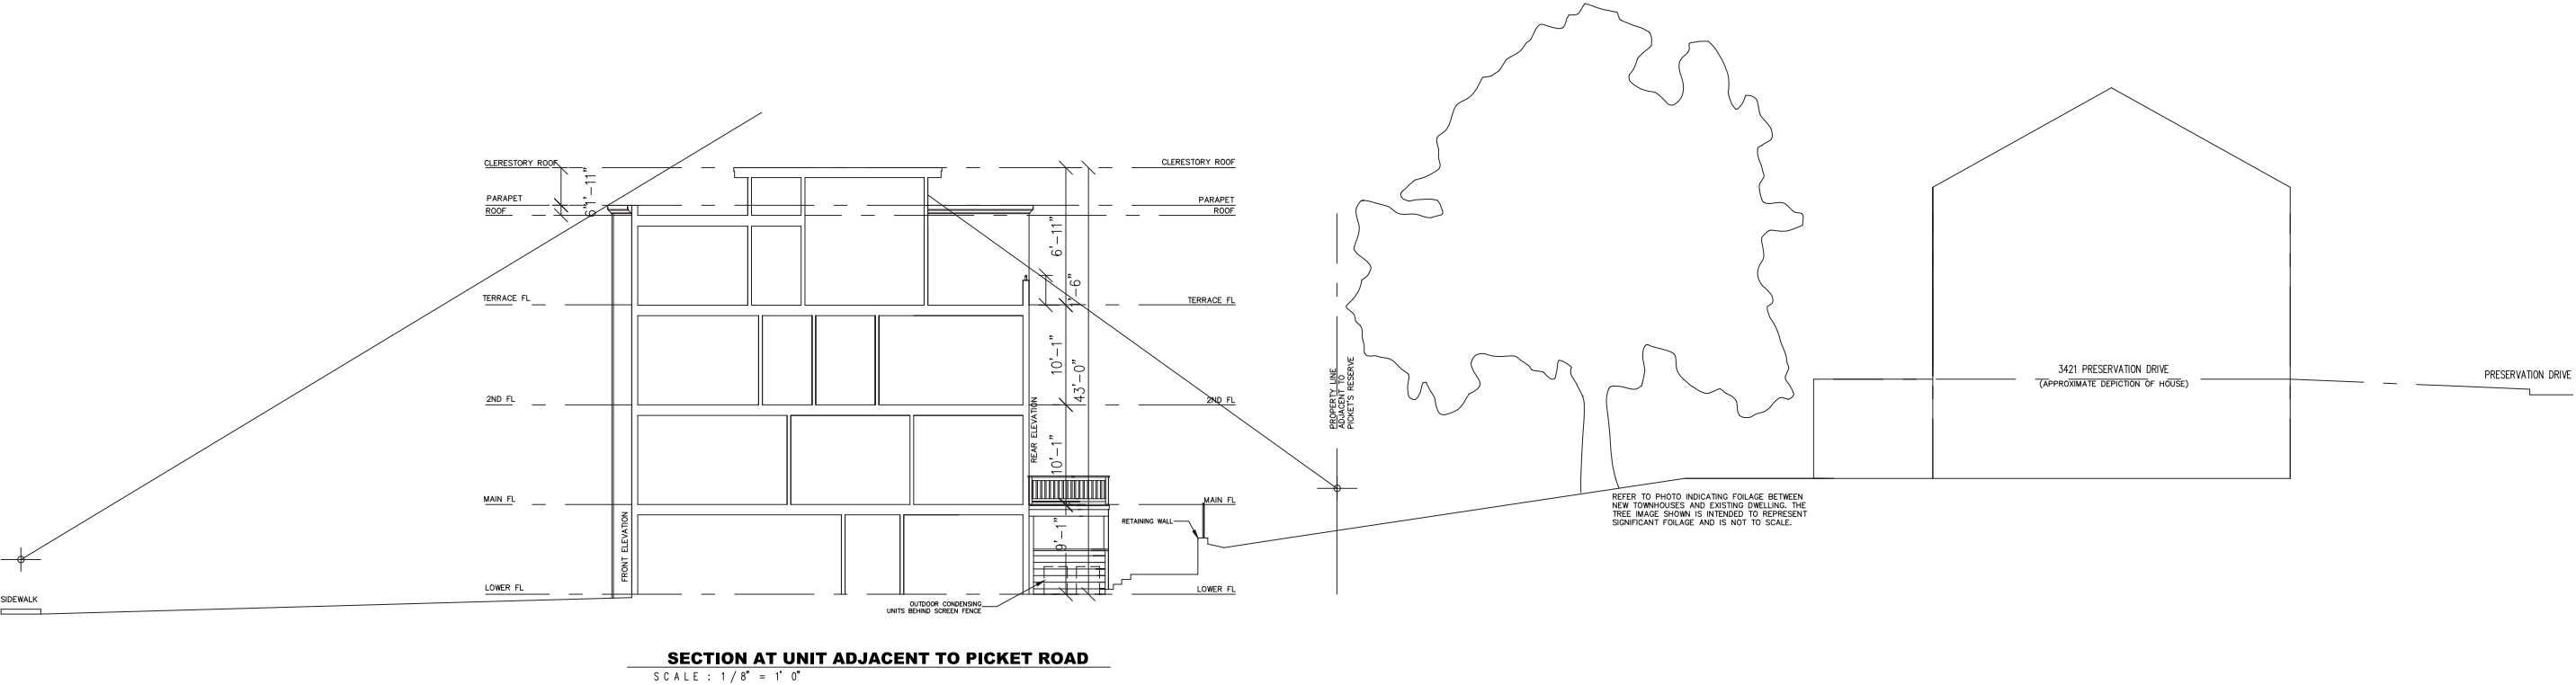 CLERESTORY ROOF
PARAPET
ROOF
6'-11"
TERRACE FL
2ND FL
MAIN FL
LOWER FL
SIDEWALK
FRONT ELEVATION
CLERESTORY ROOF
PARAPET
ROOF
6'-11"
TERRACE FL
10'-1"
43'-0"
2ND FL
REAR ELEVATION
10'-1"
MAIN FL
RETAINING WALL
9'-1"
LOWER FL
OUTDOOR CONDENSING
UNITS BEHIND SCREEN FENCE
PROPERTY LINE
ADJACENT TO
PICKET'S RESERVE
3421 PRESERVATION DRIVE
(APPROXIMATE DEPICTION OF HOUSE)
PRESERVATION DRIVE
REFER TO PHOTO INDICATING FOILAGE BETWEEN
NEW TOWNHOUSES AND EXISTING DWELLING. THE
TREE IMAGE SHOWN IS INTENDED TO REPRESENT
SIGNIFICANT FOILAGE AND IS NOT TO SCALE.
SECTION AT UNIT ADJACENT TO PICKET ROAD
SCALE : 1/8" = 1' 0"